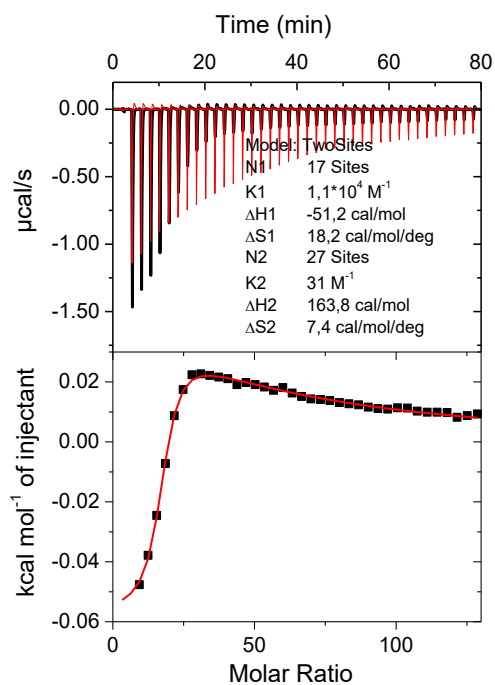 Time (min)
0 20 40 60 80
0.00
-0.50
-1.00
-1.50
µcal/s
Model: TwoSites
N1 17 Sites
K1 1,1*10⁴ M⁻¹
ΔH1 -51,2 cal/mol
ΔS1 18,2 cal/mol/deg
N2 27 Sites
K2 31 M⁻¹
ΔH2 163,8 cal/mol
ΔS2 7,4 cal/mol/deg
0.02
0.00
-0.02
-0.04
-0.06
kcal mol⁻¹ of injectant
0 50 100
Molar Ratio